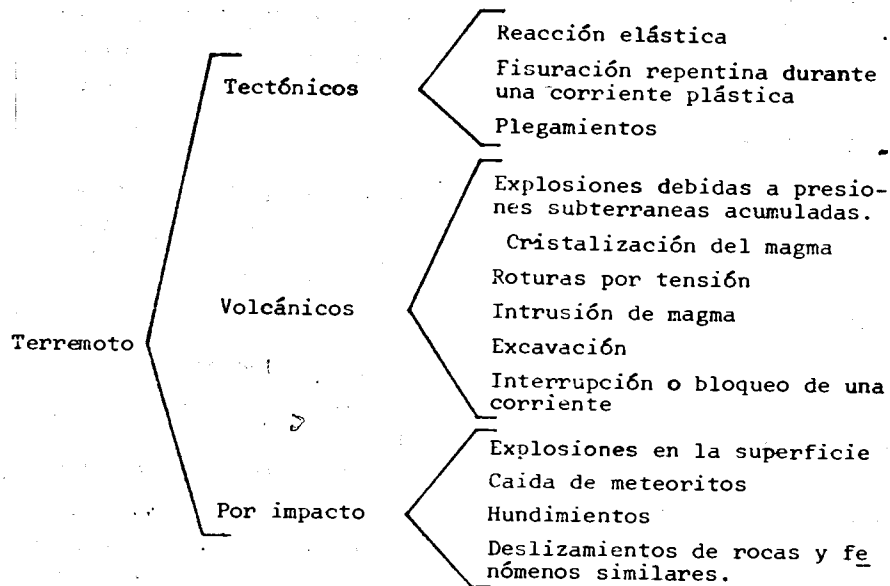 Terremoto
Tectónicos
Reacción elástica
Fisuración repentina durante
una corriente plástica
Plegamientos
Volcánicos
Explosiones debidas a presio-
nes subterraneas acumuladas.
Cristalización del magma
Roturas por tensión
Intrusión de magma
Excavación
Interrupción o bloqueo de una
corriente
Por impacto
Explosiones en la superficie
Caida de meteoritos
Hundimientos
Deslizamientos de rocas y fe
nómenos similares.